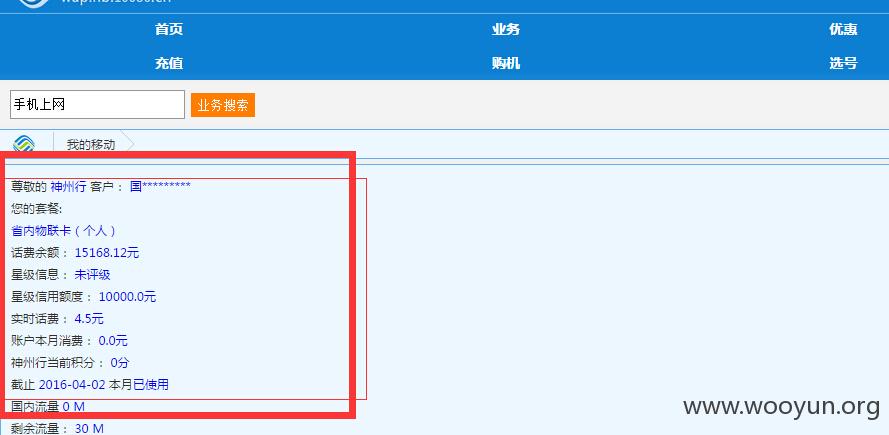 wap.hb.10086.cn
首页 业务 优惠
充值 购机 选号
手机上网 业务搜索
我的移动
尊敬的 神州行 客户： 国*********
您的套餐:
省内物联卡（个人）
话费余额： 15168.12元
星级信息： 未评级
星级信用额度： 10000.0元
实时话费： 4.5元
账户本月消费： 0.0元
神州行当前积分： 0分
截止 2016-04-02 本月已使用
国内流量 0 M
剩余流量： 30 M
www.wooyun.org